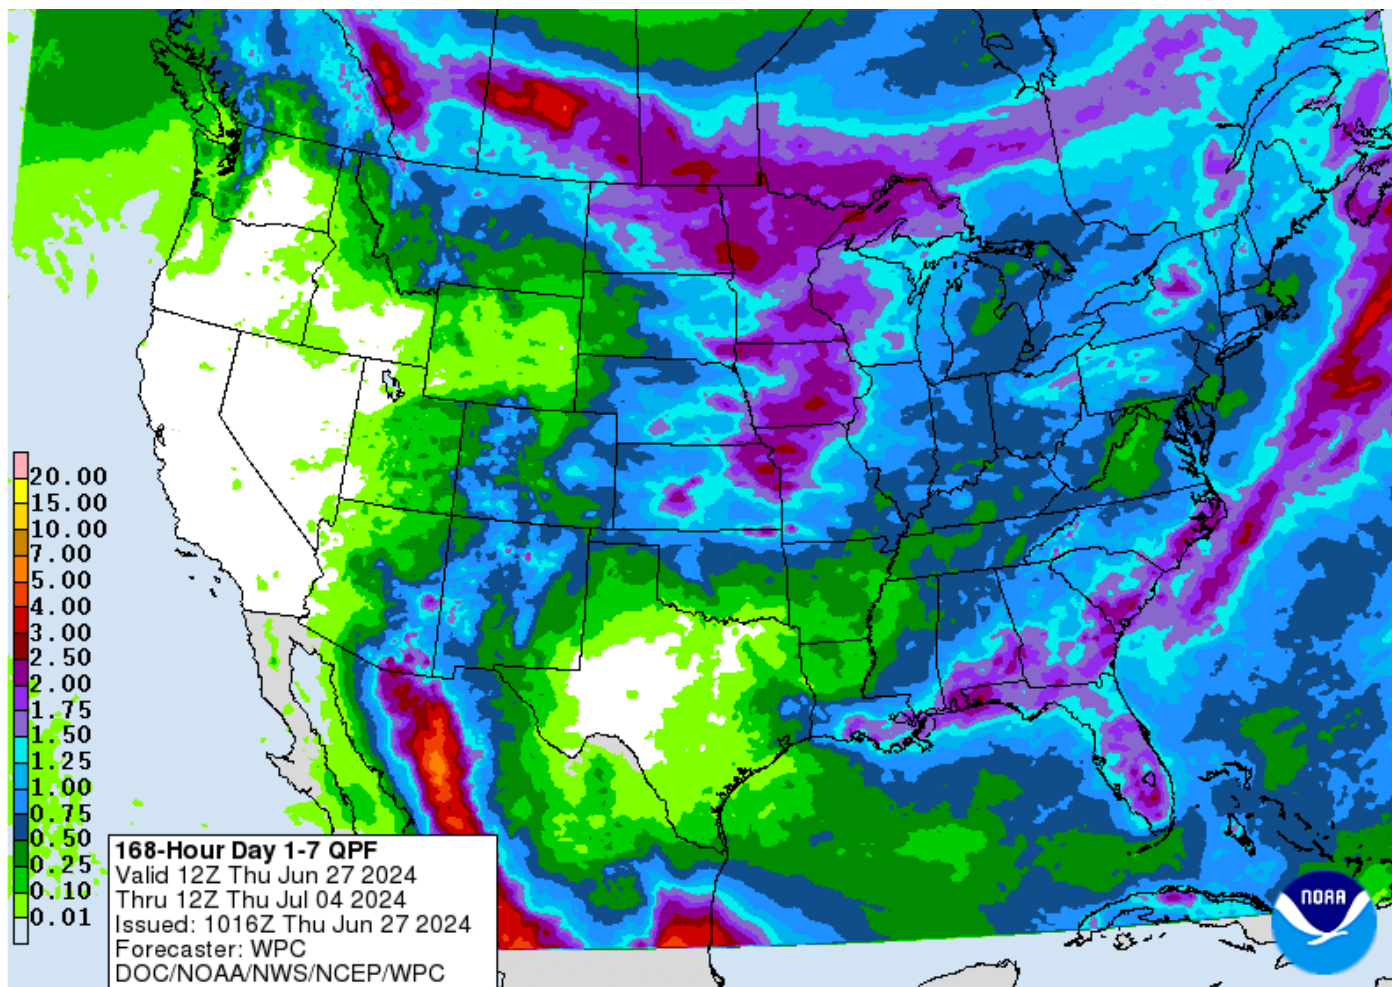 20.00
15.00
10.00
7.00
5.00
4.00
3.00
2.50
2.00
1.75
1.50
1.25
1.00
0.75
0.50
0.25
0.10
0.01
168-Hour Day 1-7 QPF
Valid 12Z Thu Jun 27 2024
Thru 12Z Thu Jul 04 2024
Issued: 1016Z Thu Jun 27 2024
Forecaster: WPC
DOC/NOAA/NWS/NCEP/WPC
NOAA